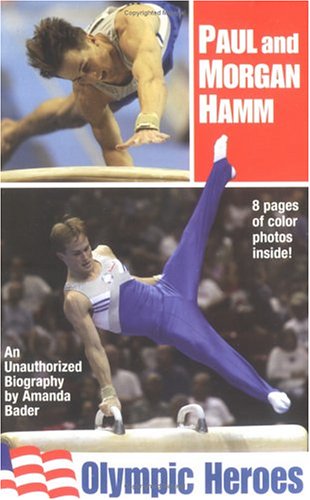 PAUL and
MORGAN
HAMM
8 pages
of color
photos
inside!
An
Unauthorized
Biography
by Amanda
Bader
Olympic Heroes